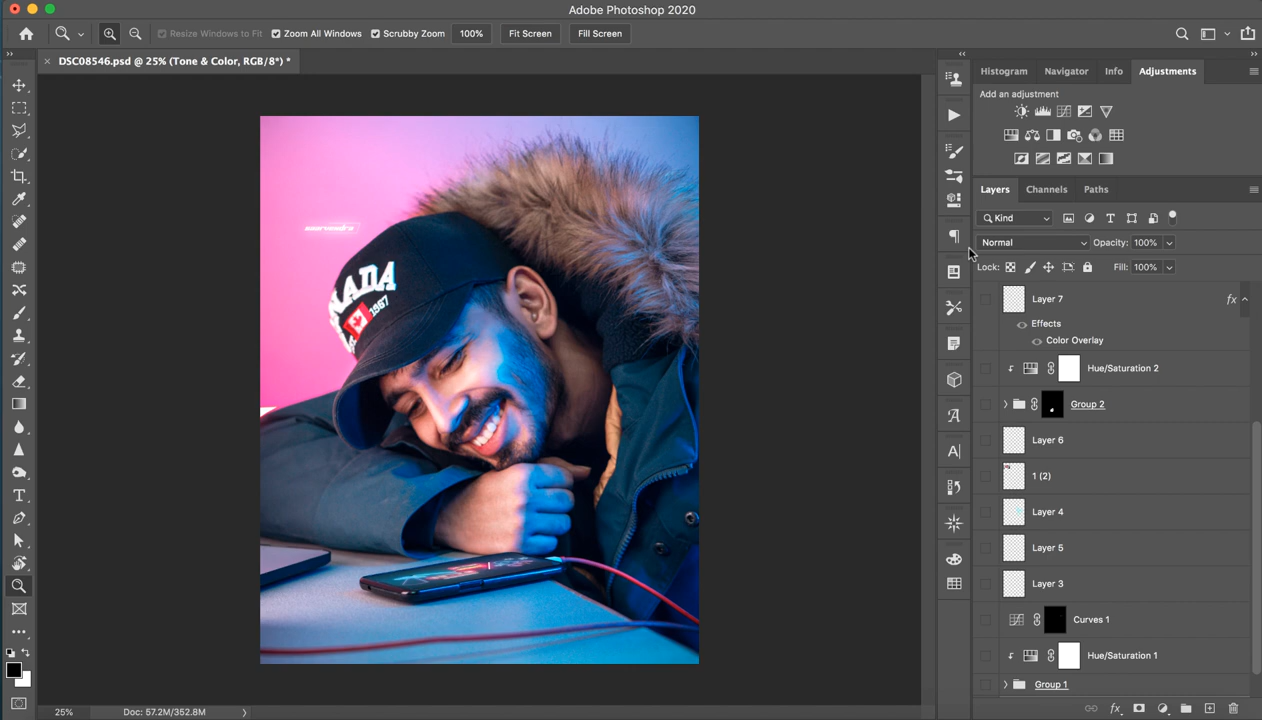 Adobe Photoshop 2020
Resize Windows to Fit Zoom All Windows Scrubby Zoom 100% Fit Screen Fill Screen
DSC08546.psd @ 25% (Tone & Color, RGB/8*) *
Histogram Navigator Info Adjustments
Add an adjustment
Layers Channels Paths
Kind
Normal Opacity: 100%
Lock: Fill: 100%
Layer 7 fx
Effects
Color Overlay
Hue/Saturation 2
Group 2
Layer 6
1 (2)
Layer 4
Layer 5
Layer 3
Curves 1
Hue/Saturation 1
Group 1
fx
25% Doc: 57.2M/352.8M
NADA
1967